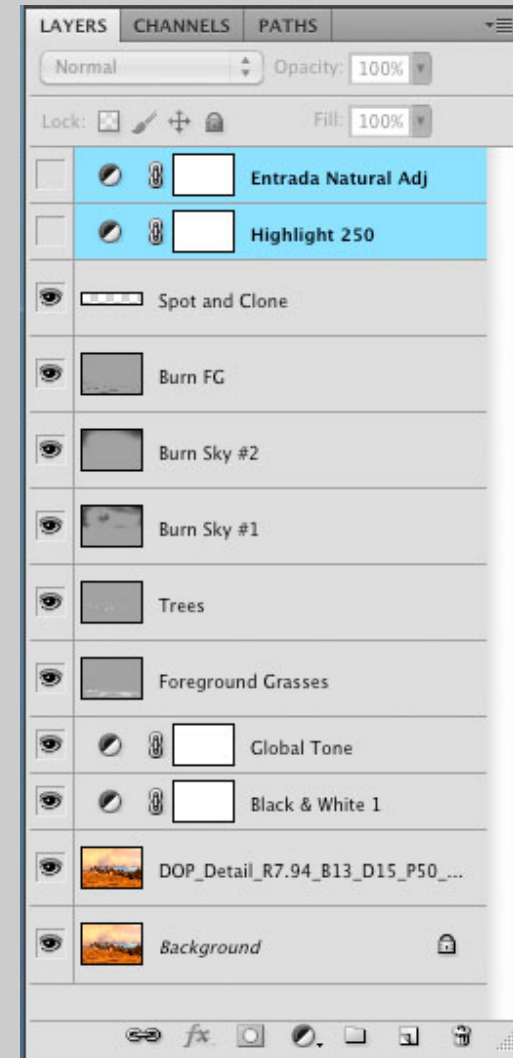 LAYERS CHANNELS PATHS
Normal Opacity: 100%
Lock: Fill: 100%
Entrada Natural Adj
Highlight 250
Spot and Clone
Burn FG
Burn Sky #2
Burn Sky #1
Trees
Foreground Grasses
Global Tone
Black & White 1
DOP_Detail_R7.94_B13_D15_P50_...
Background
fx